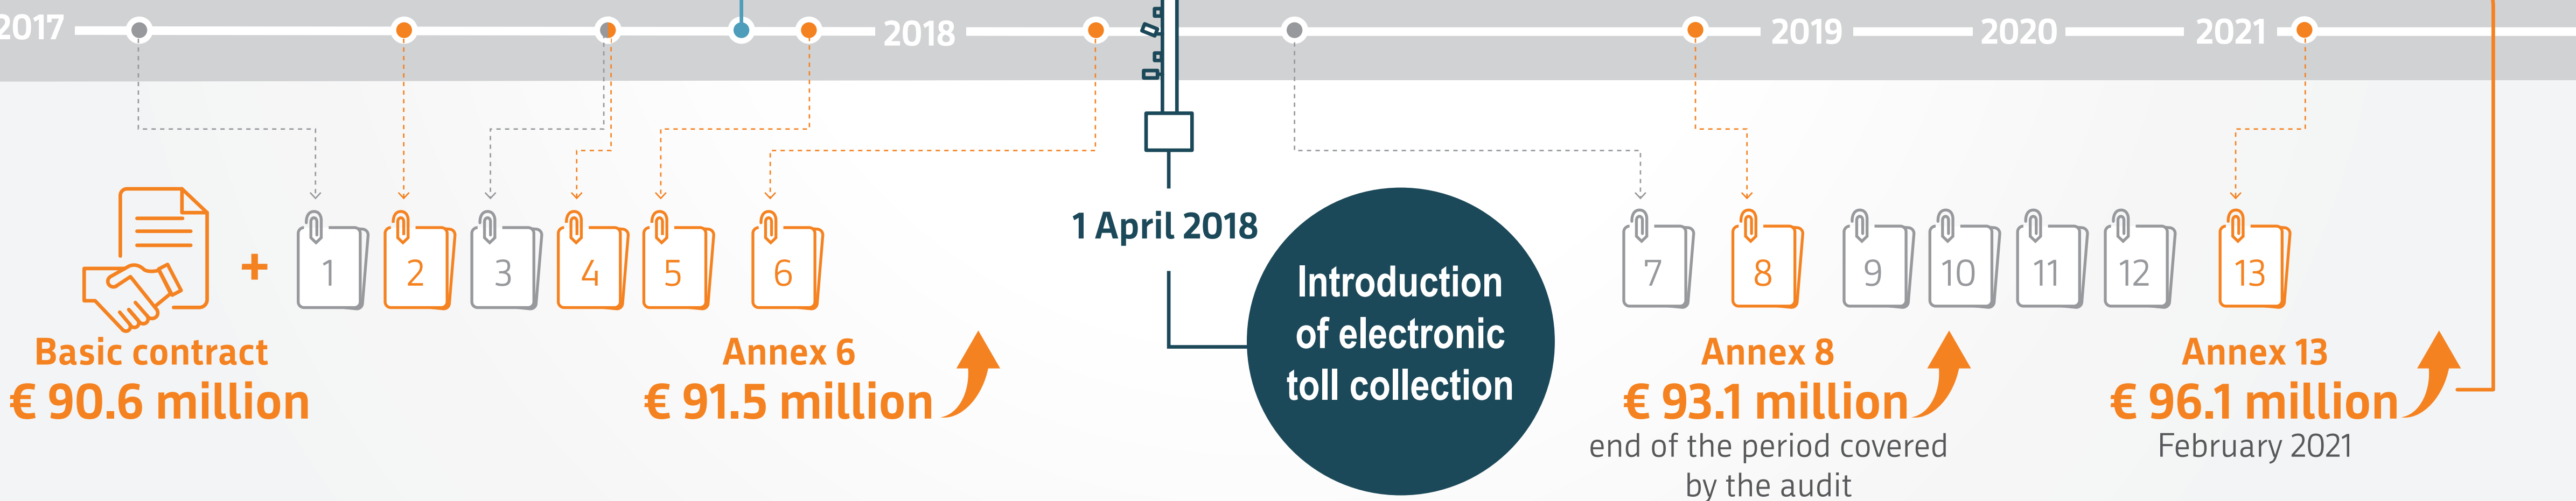 2017
2018
2019
2020
2021
1 April 2018
1
2
3
4
5
6
7
8
9
10
11
12
13
+
Introduction
of electronic
toll collection
Basic contract
€ 90.6 million
Annex 6
€ 91.5 million
Annex 8
€ 93.1 million
end of the period covered
by the audit
Annex 13
€ 96.1 million
February 2021